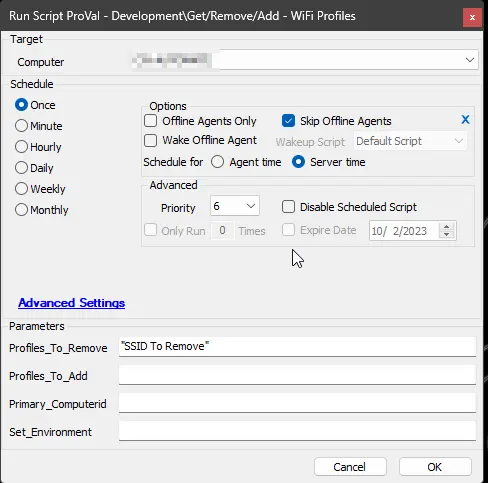 Run Script ProVal - Development\Get/Remove/Add - WiFi Profiles
Target
Computer
Schedule
Once
Minute
Hourly
Daily
Weekly
Monthly
Options
Offline Agents Only
Skip Offline Agents
X
Wake Offline Agent
Wakeup Script
Default Script
Schedule for
Agent time
Server time
Advanced
Priority
6
Disable Scheduled Script
Only Run
0
Times
Expire Date
10/ 2/2023
Advanced Settings
Parameters
Profiles_To_Remove
"SSID To Remove"
Profiles_To_Add
Primary_Computerid
Set_Environment
Cancel
OK